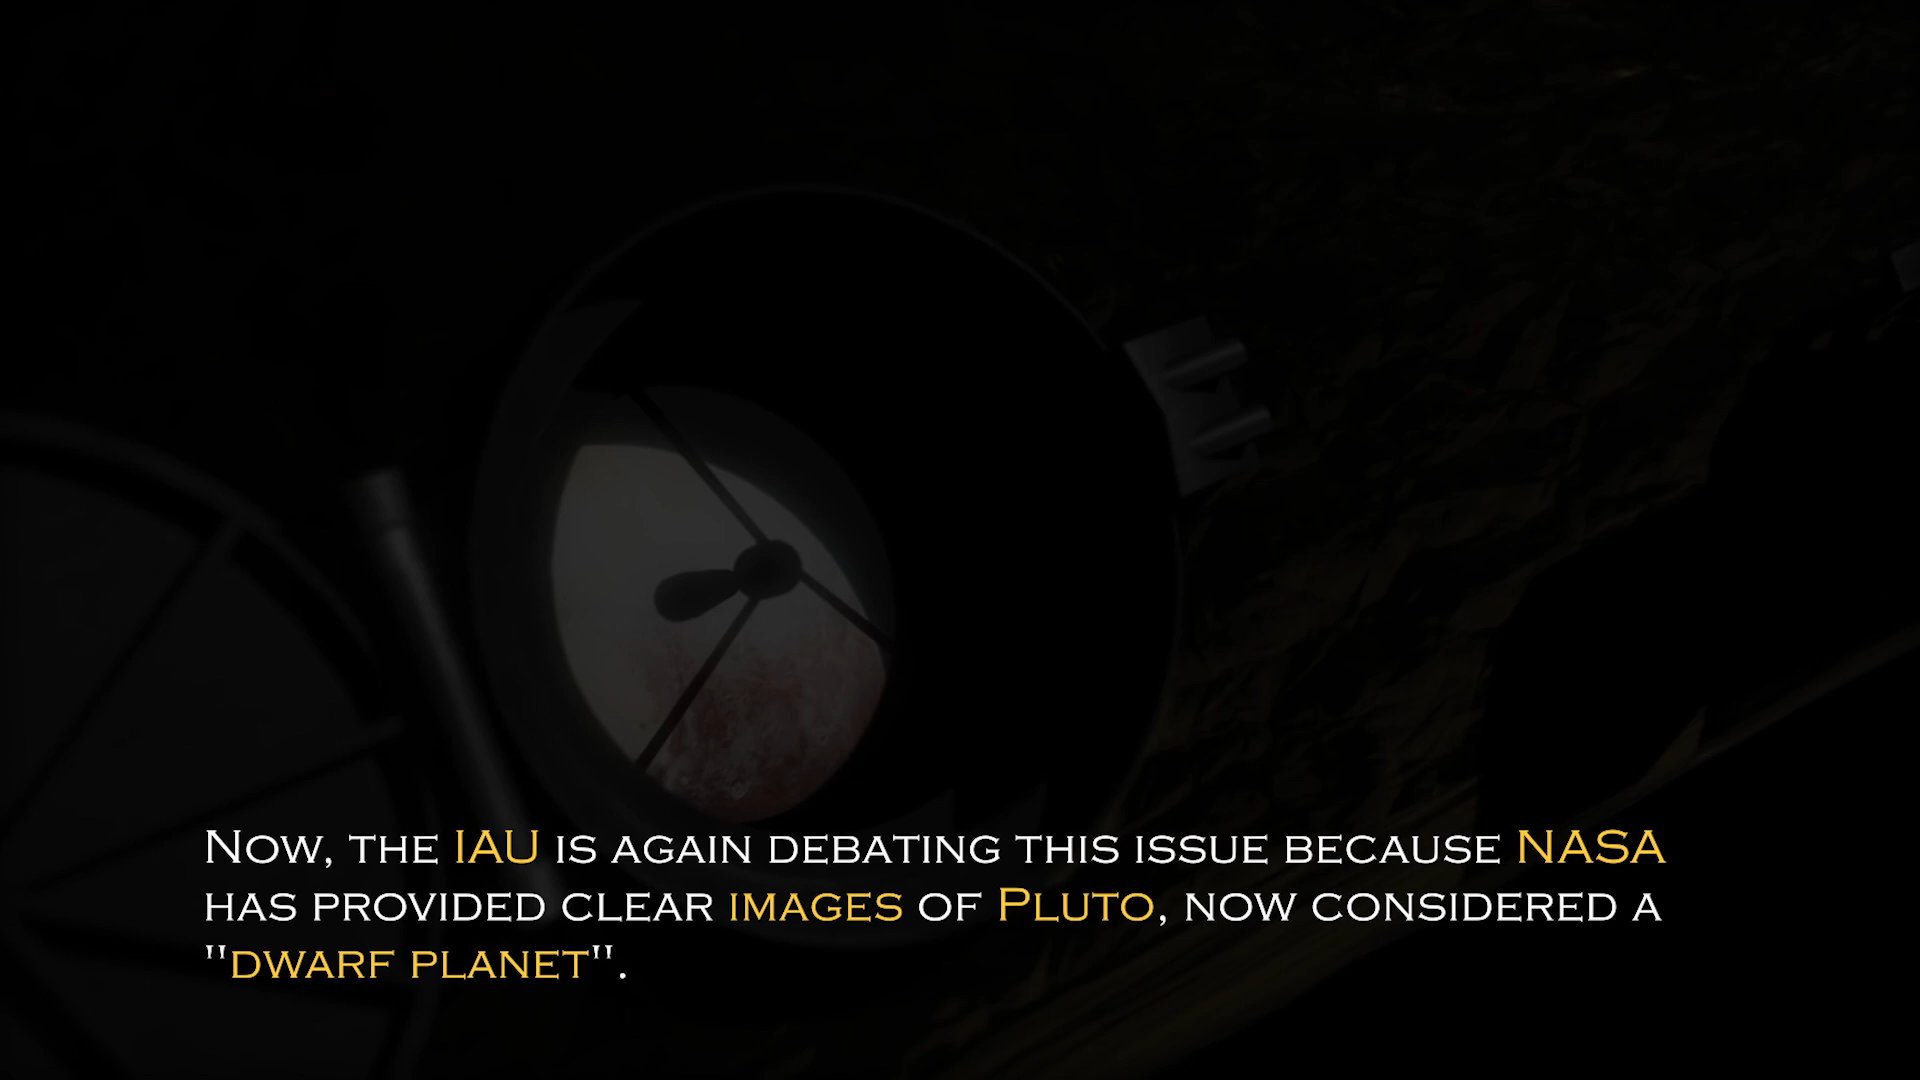 Now, the IAU is again debating this issue because NASA
has provided clear images of Pluto, now considered a
"dwarf planet".